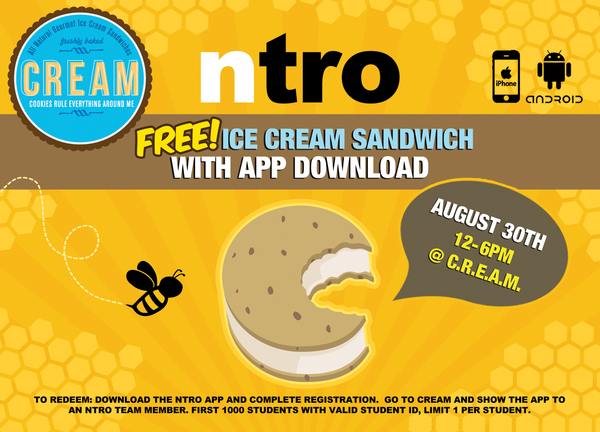 All Natural Gourmet Ice Cream Sandwiches
freshly baked
CREAM
COOKIES RULE EVERYTHING AROUND ME
ntro
iPhone
ANDROID
FREE! ICE CREAM SANDWICH
WITH APP DOWNLOAD
AUGUST 30TH
12-6PM
@ C.R.E.A.M.
TO REDEEM: DOWNLOAD THE NTRO APP AND COMPLETE REGISTRATION. GO TO CREAM AND SHOW THE APP TO
AN NTRO TEAM MEMBER. FIRST 1000 STUDENTS WITH VALID STUDENT ID, LIMIT 1 PER STUDENT.